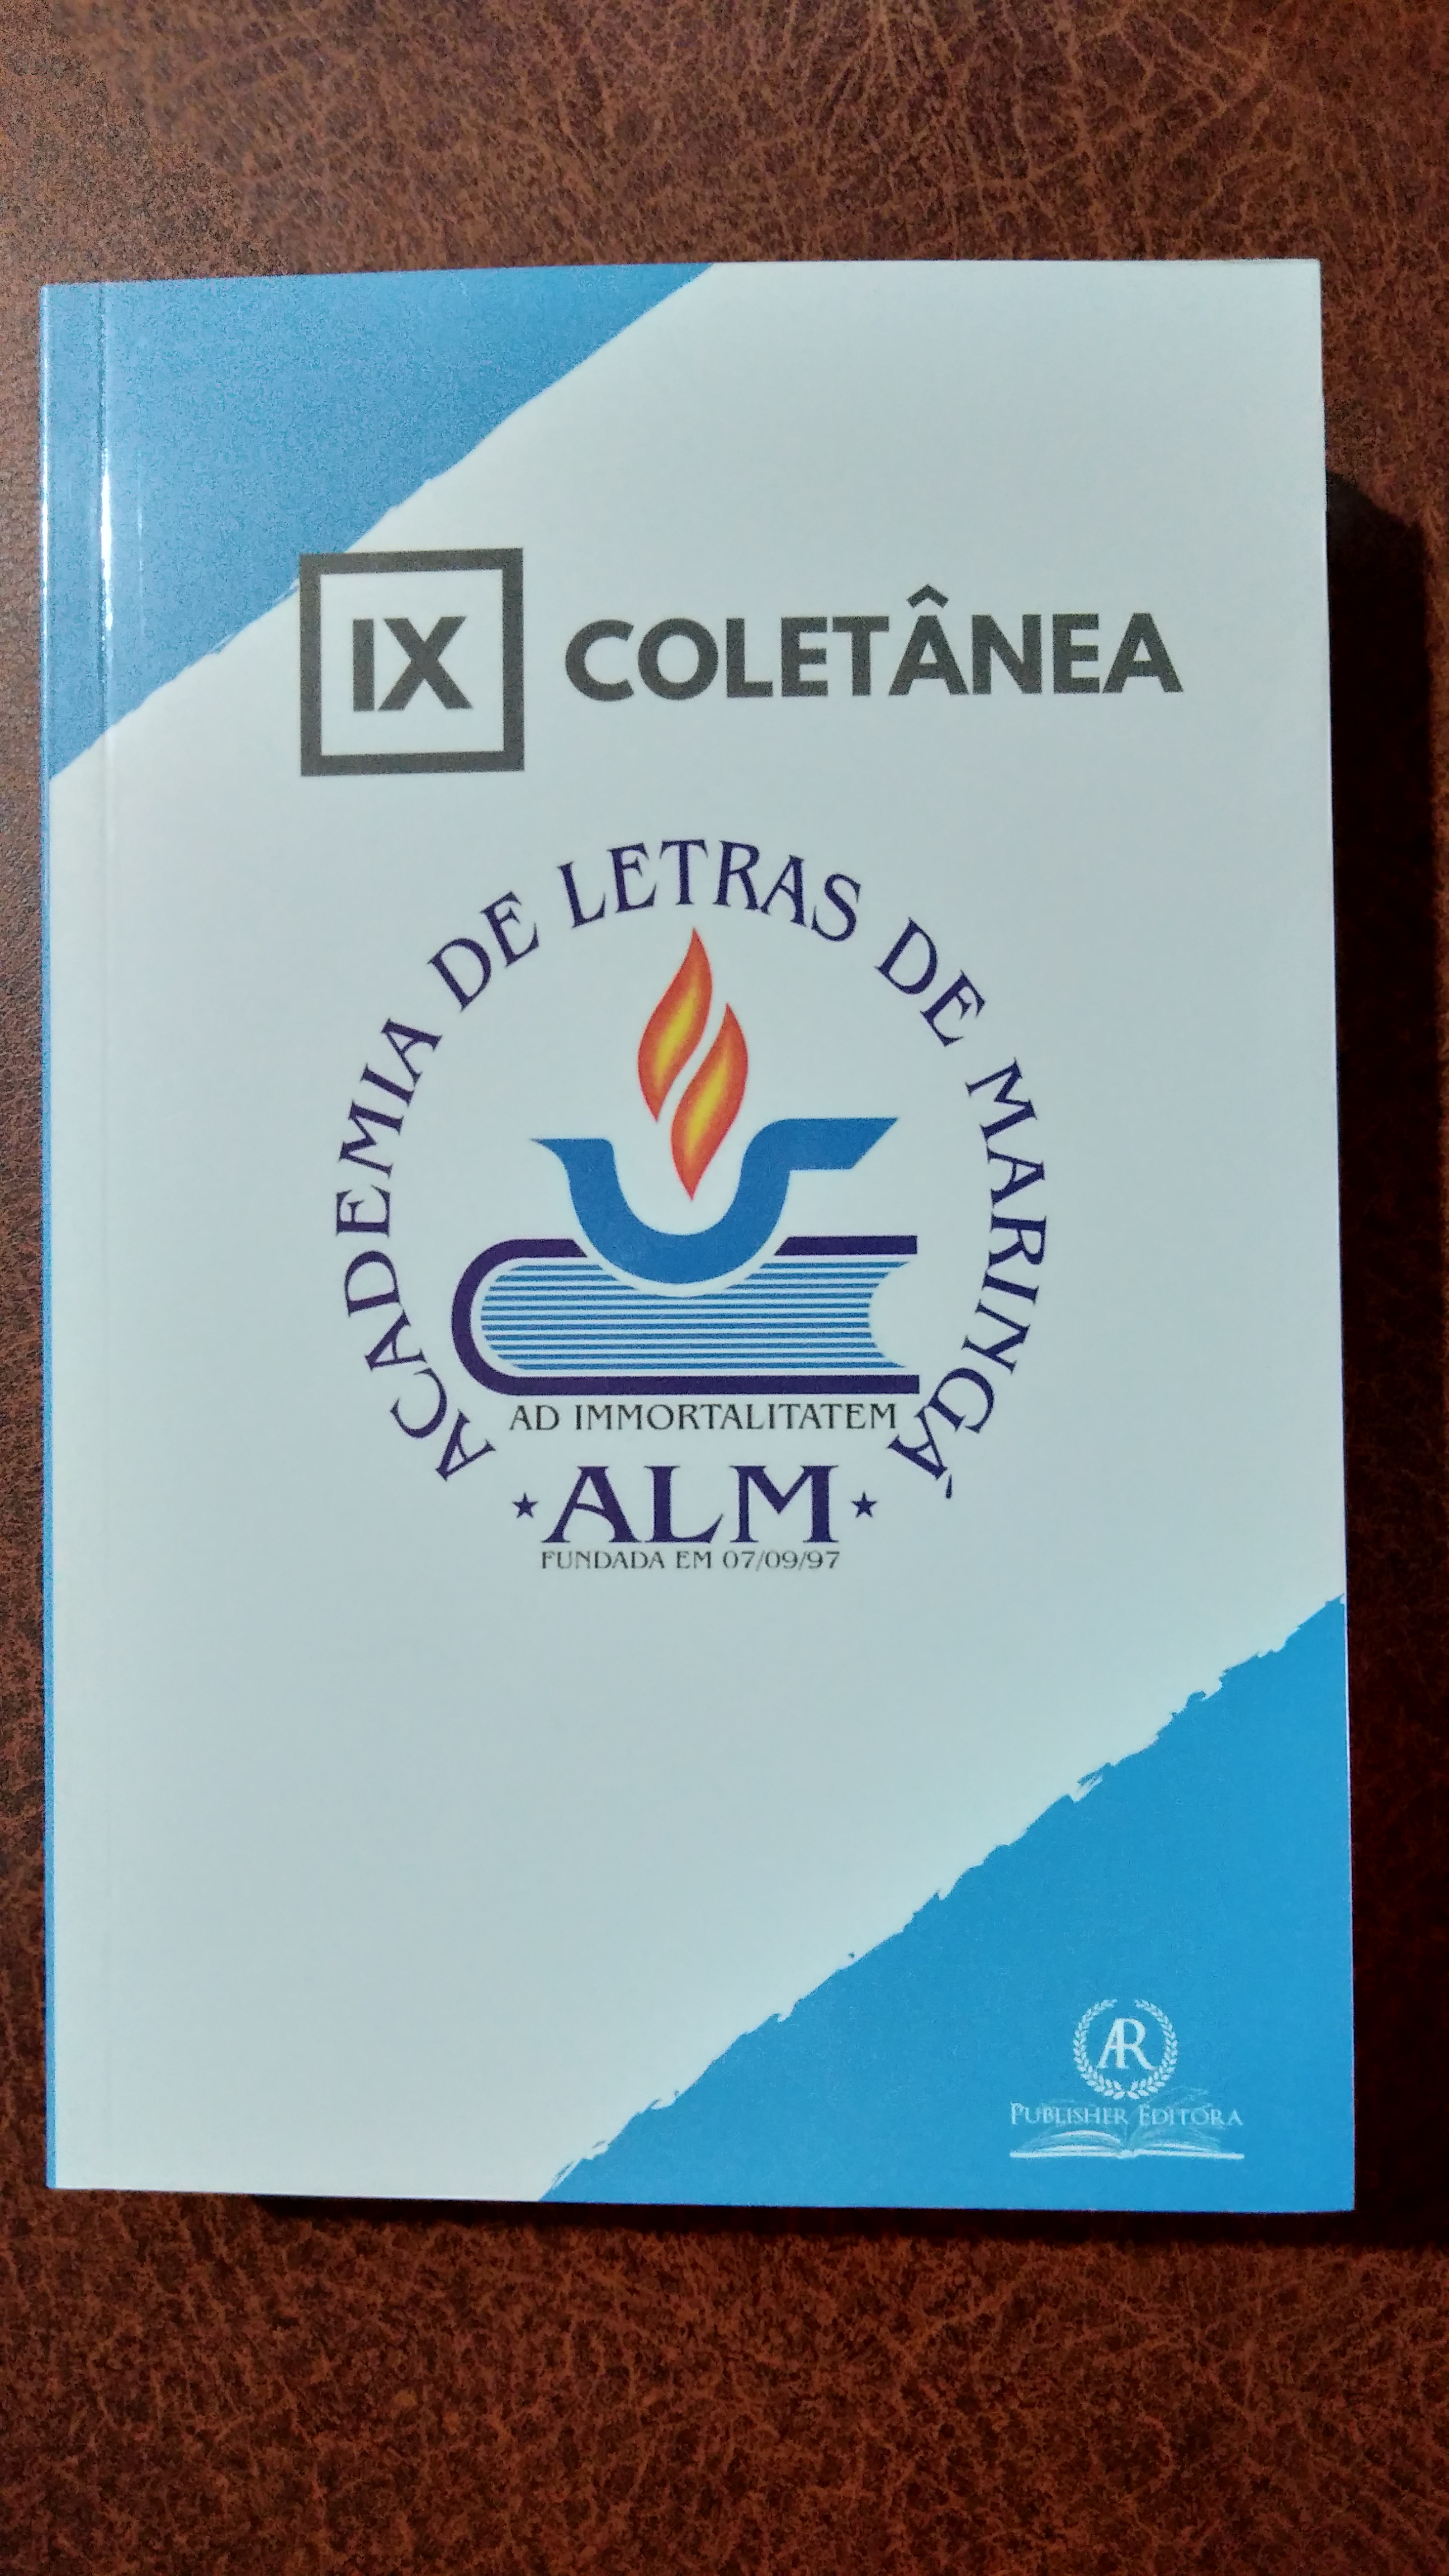 IX COLETÂNEA
ACADEMIA DE LETRAS DE MARINGÁ
AD IMMORTALITATEM
ALM
FUNDADA EM 07/09/97
AR
PUBLISHER EDITORA